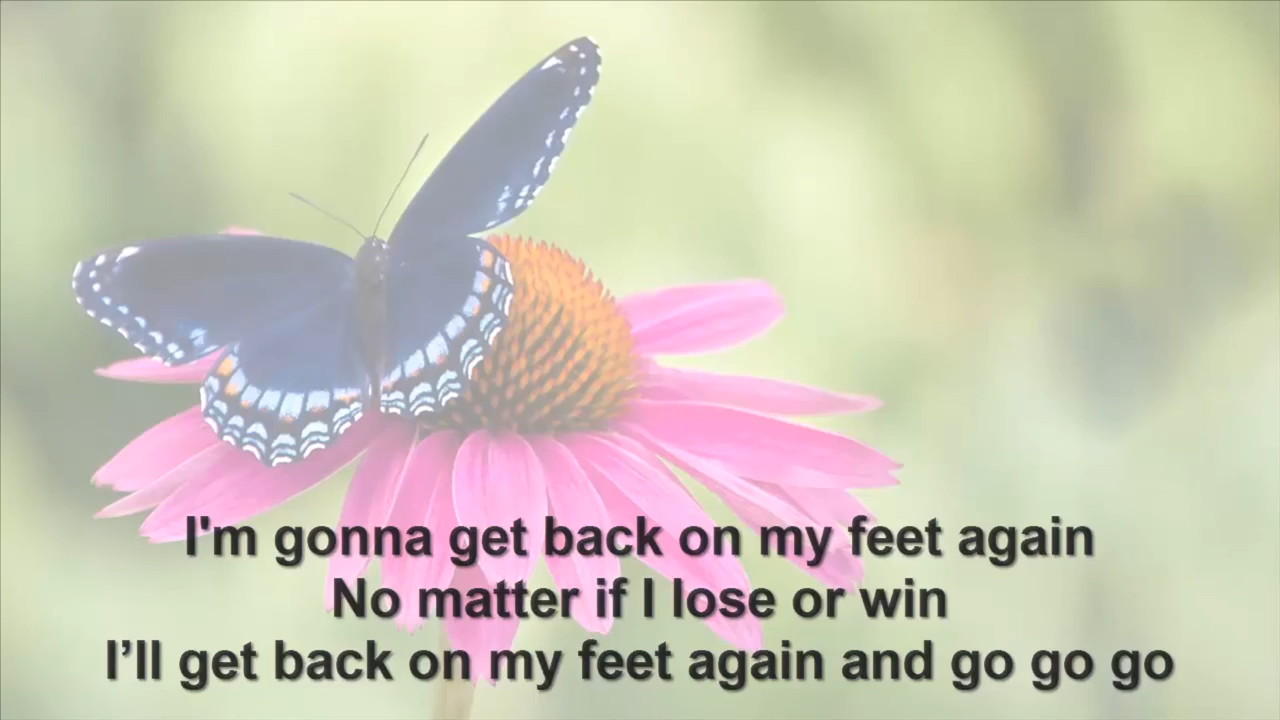 I'm gonna get back on my feet again
No matter if I lose or win
I’ll get back on my feet again and go go go